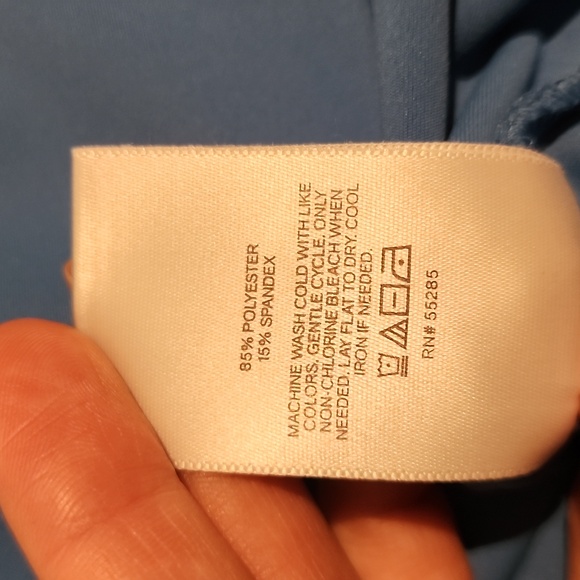 85% POLYESTER
15% SPANDEX
MACHINE WASH COLD WITH LIKE
COLORS. GENTLE CYCLE. ONLY
NON-CHLORINE BLEACH WHEN
NEEDED. LAY FLAT TO DRY. COOL
IRON IF NEEDED.
RN# 55285